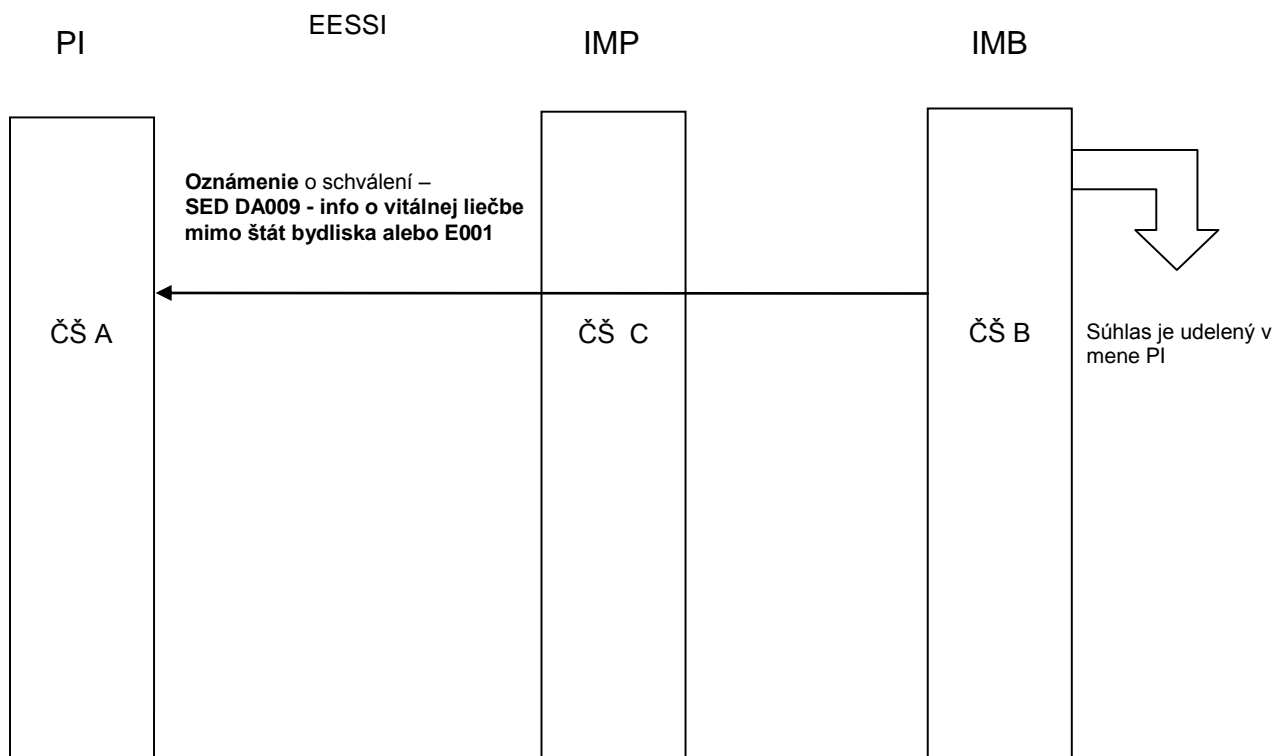 EESSI
PI
IMP
IMB
Oznámenie o schválení –
SED DA009 - info o vitálnej liečbe
mimo štát bydliska alebo E001
ČŠ A
ČŠ C
ČŠ B
Súhlas je udelený v
mene PI